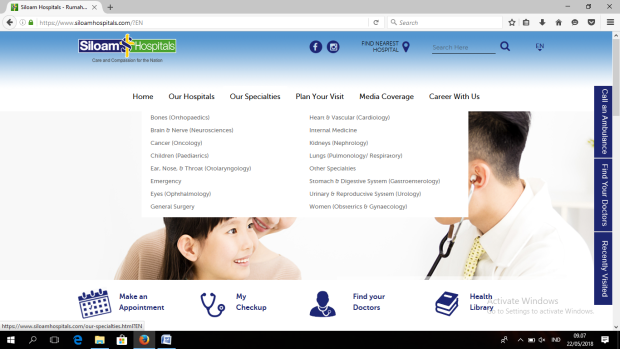 Siloam Hospitals - Rumah...
https://www.siloamhospitals.com/?EN
Search
Siloam Hospitals
Care and Compassion for the Nation
FIND NEAREST
HOSPITAL
Search Here
EN
Home Our Hospitals Our Specialties Plan Your Visit Media Coverage Career With Us
Bones (Orthopaedics)
Brain & Nerve (Neurosciences)
Cancer (Oncology)
Children (Paediatrics)
Ear, Nose, & Throat (Otolaryngology)
Emergency
Eyes (Ophthalmology)
General Surgery
Heart & Vascular (Cardiology)
Internal Medicine
Kidneys (Nephrology)
Lungs (Pulmonology/ Respiratory)
Other Specialties
Stomach & Digestive System (Gastroenterology)
Urinary & Reproductive System (Urology)
Women (Obstetrics & Gynaecology)
Call an Ambulance
Find Your Doctors
Recently Visited
Make an
Appointment
My
Checkup
Find your
Doctors
Health
Library
Activate Windows
Go to Settings to activate Windows.
https://www.siloamhospitals.com/our-specialties.html?EN
IND
09.07
22/05/2018